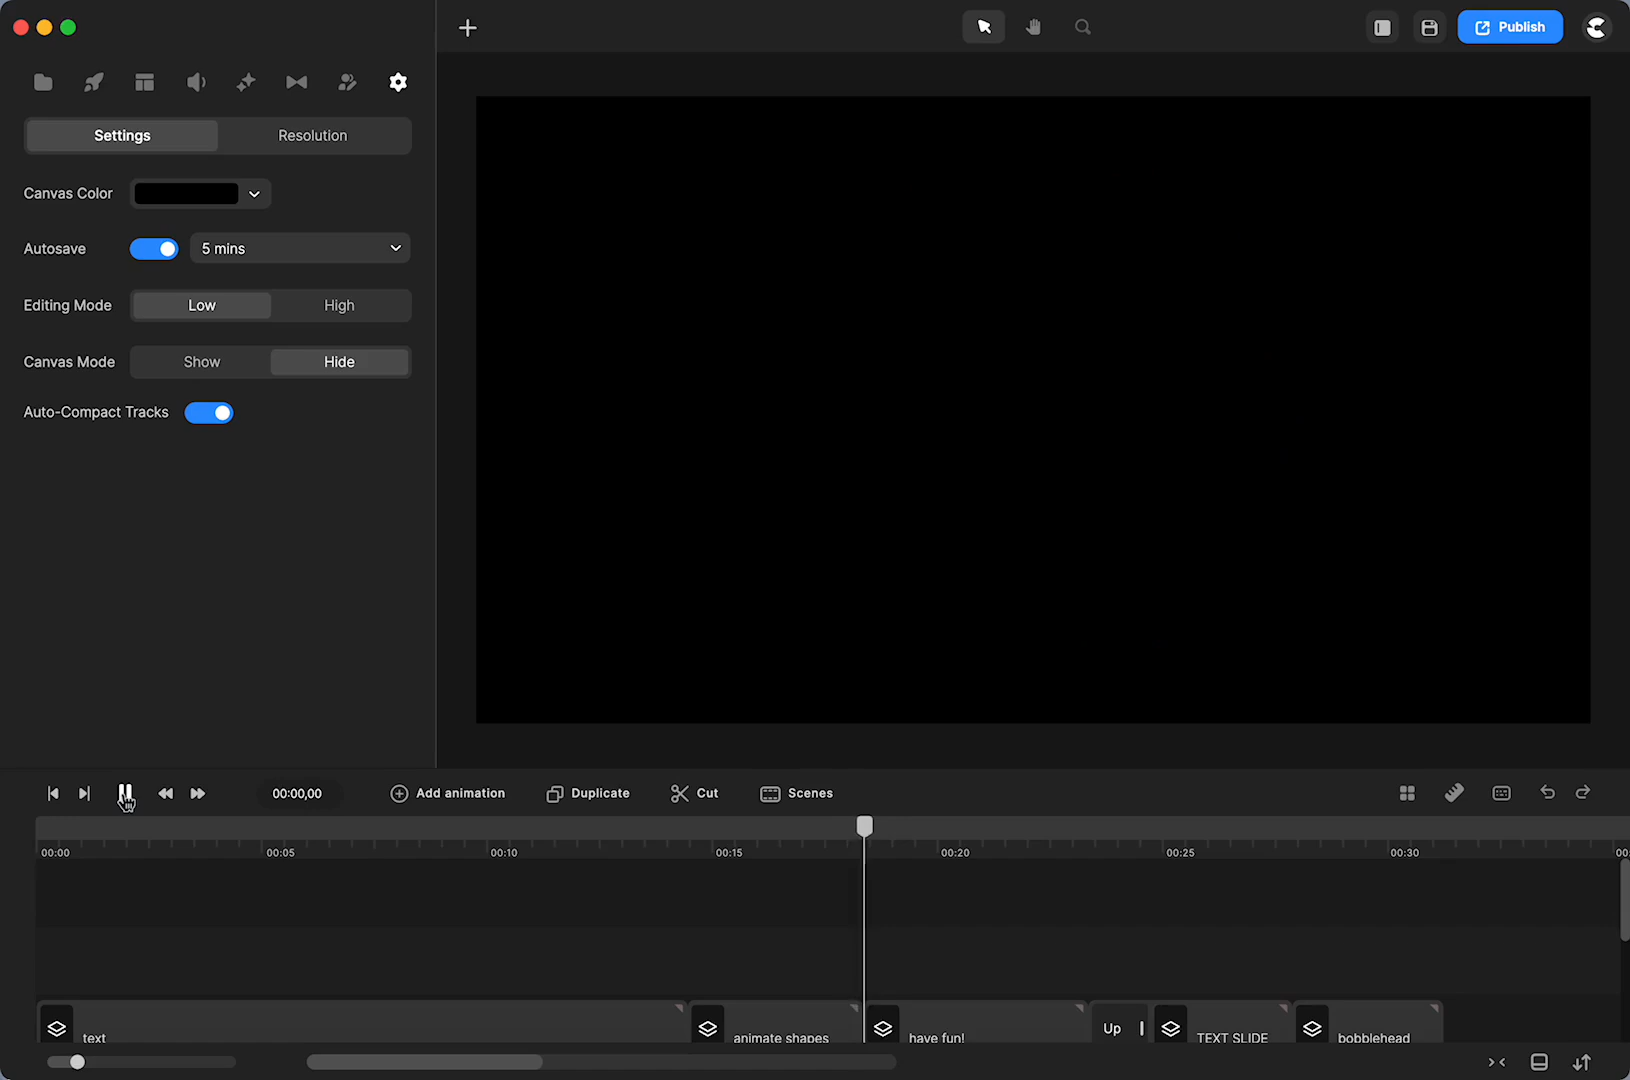 Publish
Settings
Resolution
Canvas Color
Autosave
5 mins
Editing Mode
Low
High
Canvas Mode
Show
Hide
Auto-Compact Tracks
00:00,00
Add animation
Duplicate
Cut
Scenes
00:00
00:05
00:10
00:15
00:20
00:25
00:30
00
text
animate shapes
have fun!
Up
TEXT SLIDE
bobblehead